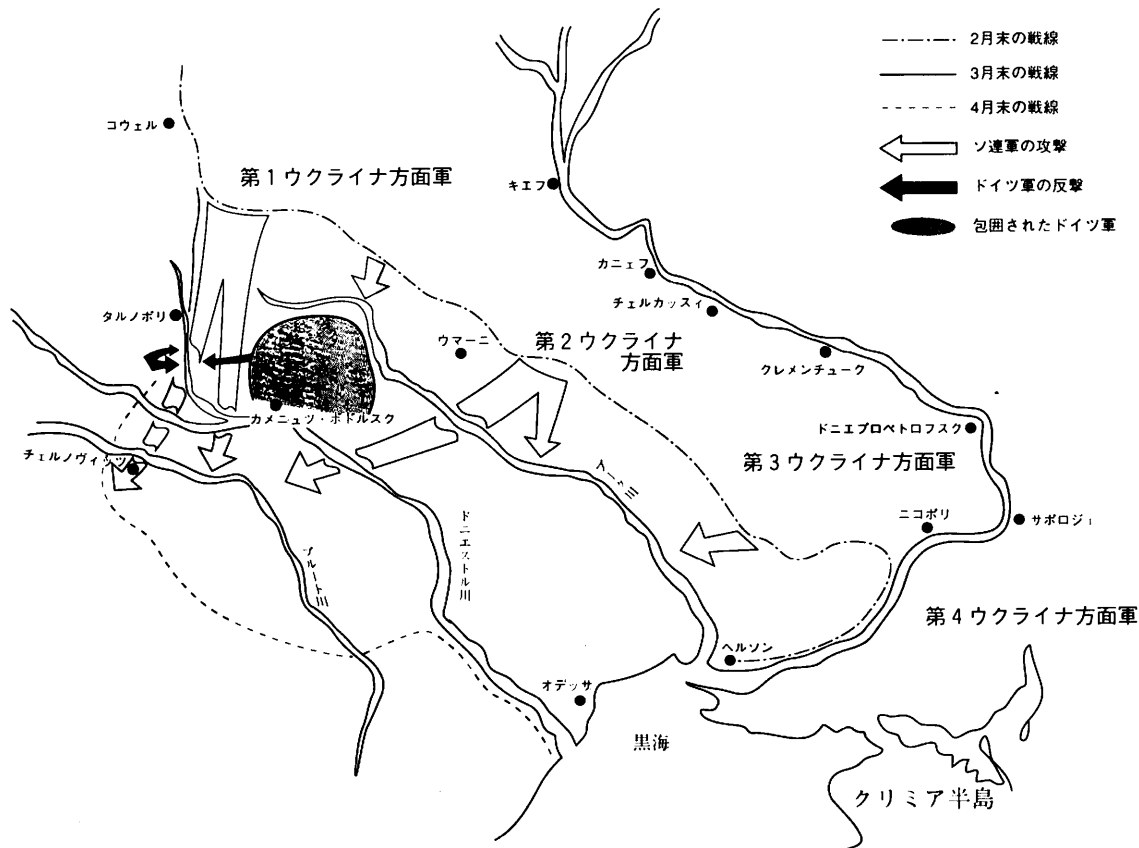 2月末の戦線
3月末の戦線
4月末の戦線
ソ連軍の攻撃
ドイツ軍の反撃
包囲されたドイツ軍
コウェル
第1ウクライナ方面軍
キエフ
カニェフ
チェルカッスィ
タルノポリ
ウマーニ
第2ウクライナ
方面軍
クレメンチューク
カメニュツ・ポドルスク
ドニエプロペトロフスク
チェルノヴィッツ
第3ウクライナ方面軍
ニコポリ
サポロジェ
ドニエストル川
プルート川
第4ウクライナ方面軍
ヘルソン
オデッサ
黒海
クリミア半島